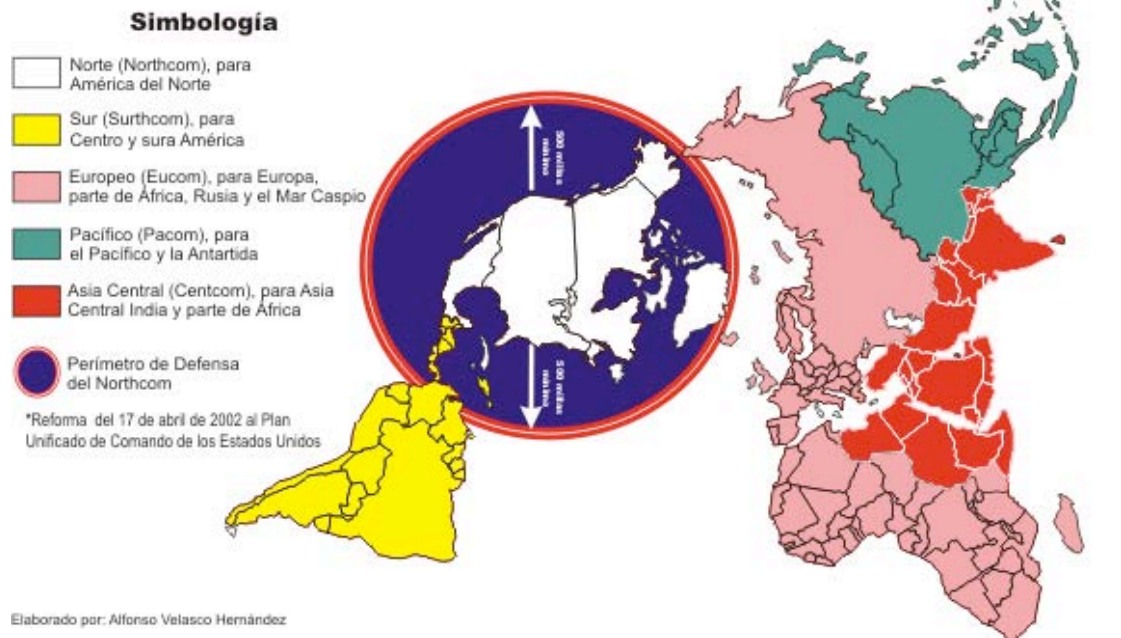 Simbología
Norte (Northcom), para
América del Norte
Sur (Surthcom), para
Centro y sura América
Europeo (Eucom), para Europa,
parte de África, Rusia y el Mar Caspio
Pacífico (Pacom), para
el Pacífico y la Antartida
Asia Central (Centcom), para Asia
Central India y parte de África
Perímetro de Defensa
del Northcom
*Reforma del 17 de abril de 2002 al Plan
Unificado de Comando de los Estados Unidos
500 millas
500 millas
Elaborado por: Alfonso Velasco Hernández